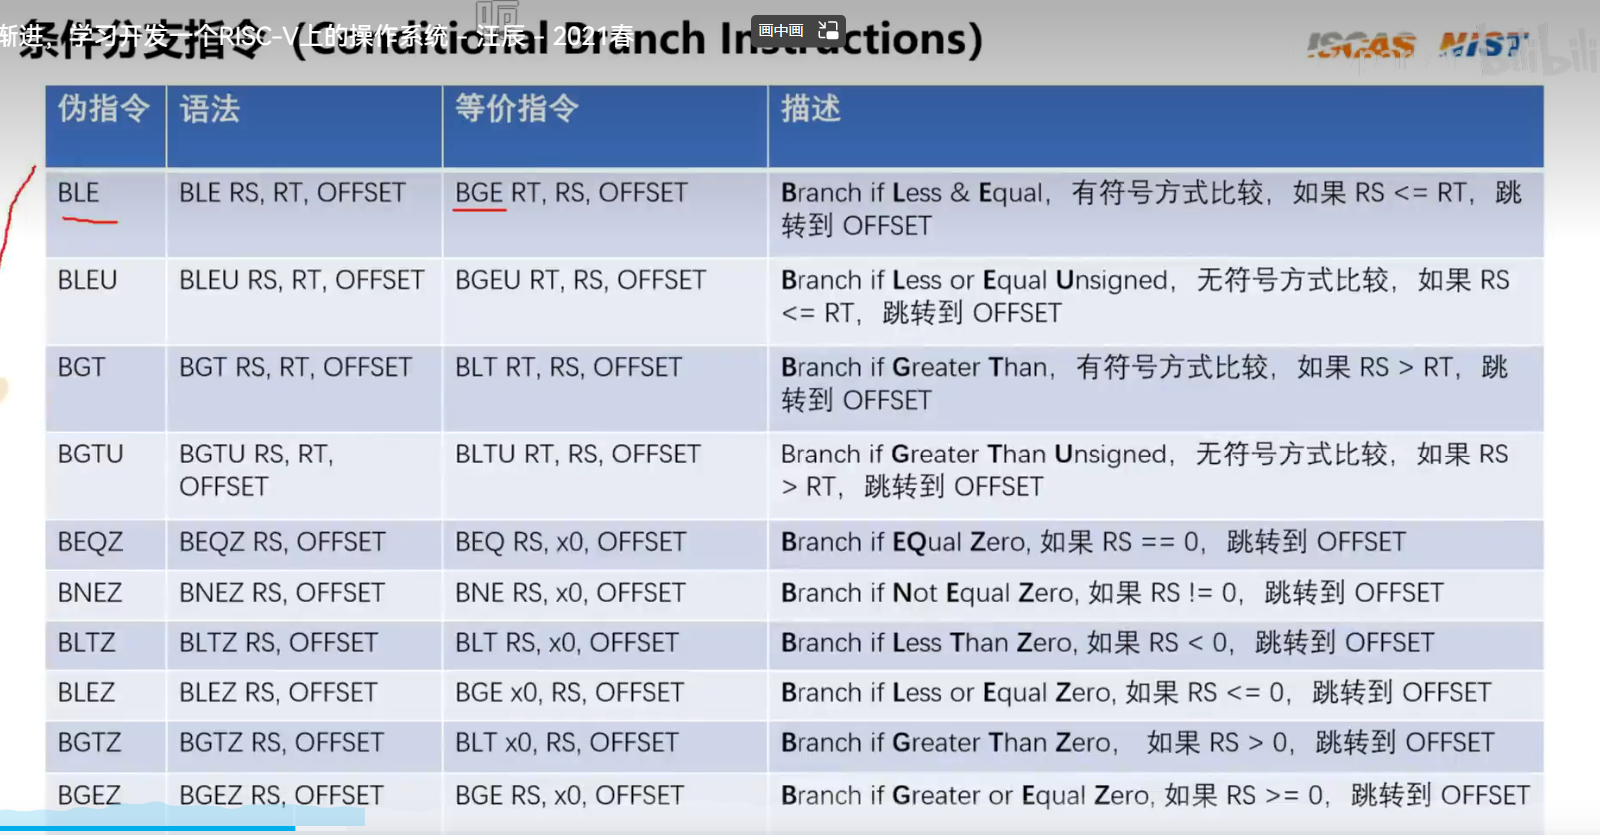 渐进，学习开发一个RISC-V上的操作系统 - 汪辰 - 2021春
条件分支指令 (Conditional Branch Instructions)
画中画
ISCAS MIST
bilibili
伪指令 语法 等价指令 描述
BLE BLE RS, RT, OFFSET BGE RT, RS, OFFSET Branch if Less & Equal，有符号方式比较，如果 RS <= RT，跳
转到 OFFSET
BLEU BLEU RS, RT, OFFSET BGEU RT, RS, OFFSET Branch if Less or Equal Unsigned，无符号方式比较，如果 RS
<= RT，跳转到 OFFSET
BGT BGT RS, RT, OFFSET BLT RT, RS, OFFSET Branch if Greater Than，有符号方式比较，如果 RS > RT，跳
转到 OFFSET
BGTU BGTU RS, RT, BLTU RT, RS, OFFSET Branch if Greater Than Unsigned，无符号方式比较，如果 RS
OFFSET > RT，跳转到 OFFSET
BEQZ BEQZ RS, OFFSET BEQ RS, x0, OFFSET Branch if EQual Zero, 如果 RS == 0，跳转到 OFFSET
BNEZ BNEZ RS, OFFSET BNE RS, x0, OFFSET Branch if Not Equal Zero, 如果 RS != 0，跳转到 OFFSET
BLTZ BLTZ RS, OFFSET BLT RS, x0, OFFSET Branch if Less Than Zero, 如果 RS < 0，跳转到 OFFSET
BLEZ BLEZ RS, OFFSET BGE x0, RS, OFFSET Branch if Less or Equal Zero, 如果 RS <= 0，跳转到 OFFSET
BGTZ BGTZ RS, OFFSET BLT x0, RS, OFFSET Branch if Greater Than Zero， 如果 RS > 0，跳转到 OFFSET
BGEZ BGEZ RS, OFFSET BGE RS, x0, OFFSET Branch if Greater or Equal Zero, 如果 RS >= 0，跳转到 OFFSET